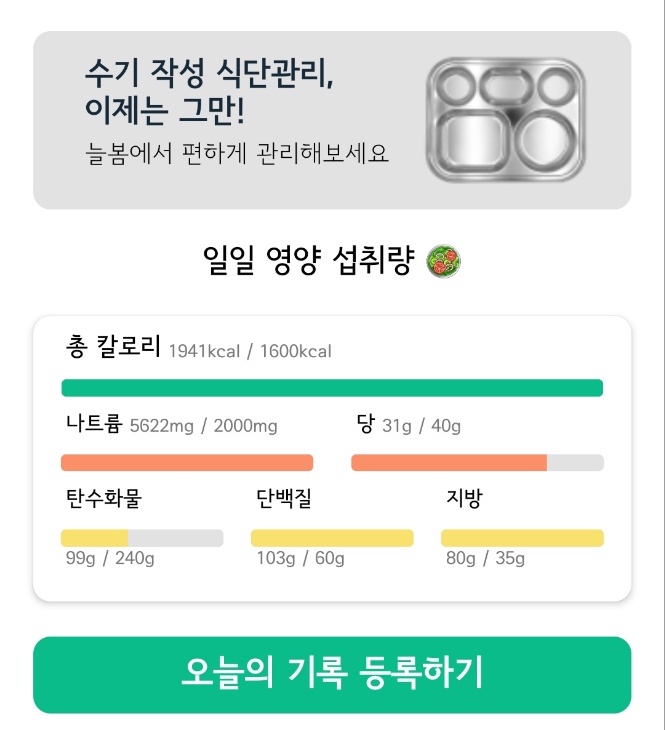 수기 작성 식단관리,
이제는 그만!
늘봄에서 편하게 관리해보세요
일일 영양 섭취량
총 칼로리 1941kcal / 1600kcal
나트륨 5622mg / 2000mg
당 31g / 40g
탄수화물
단백질
지방
99g / 240g
103g / 60g
80g / 35g
오늘의 기록 등록하기